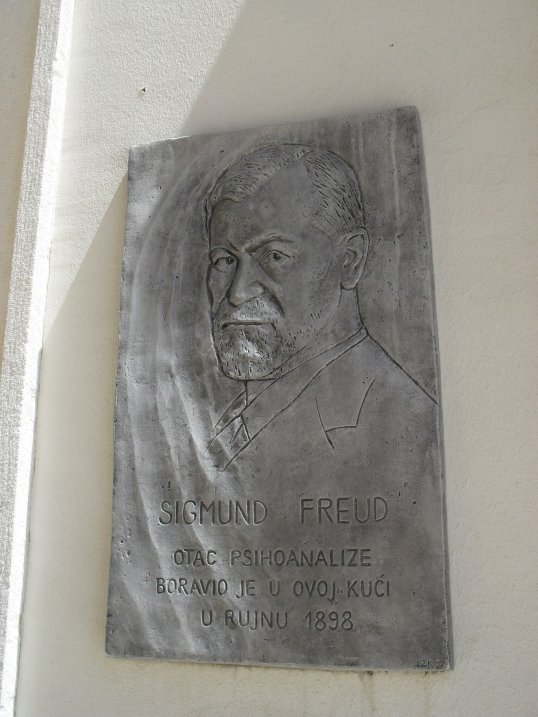 SIGMUND FREUD
OTAC PSIHOANALIZE
BORAVIO JE U OVOJ KUĆI
U RUJNU 1898